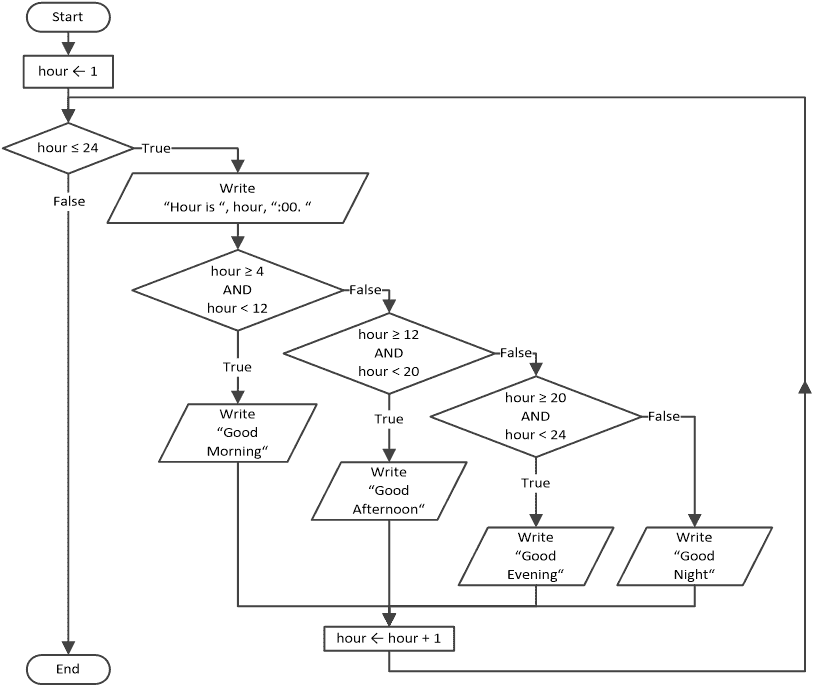 Start
hour ← 1
hour ≤ 24
True
False
Write
“Hour is “, hour, “:00. “
hour ≥ 4
AND
hour < 12
False
True
hour ≥ 12
AND
hour < 20
False
True
hour ≥ 20
AND
hour < 24
False
True
Write
“Good
Morning“
Write
“Good
Afternoon“
Write
“Good
Evening“
Write
“Good
Night“
hour ← hour + 1
End